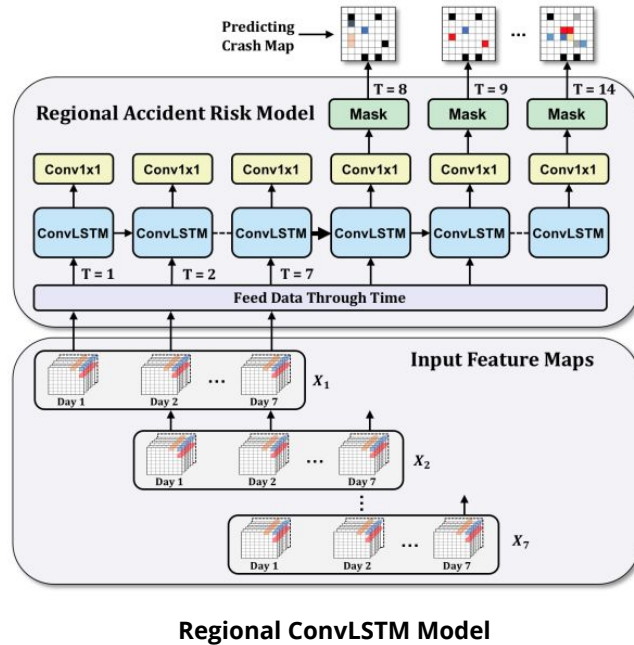 Predicting
Crash Map
...
T = 8
T = 9
T = 14
Regional Accident Risk Model
Mask
Mask
Mask
Conv1x1
Conv1x1
Conv1x1
Conv1x1
Conv1x1
Conv1x1
ConvLSTM
ConvLSTM
ConvLSTM
ConvLSTM
ConvLSTM
ConvLSTM
T = 1
T = 2
T = 7
Feed Data Through Time
Input Feature Maps
Day 1
Day 2
...
Day 7
X1
Day 1
Day 2
...
Day 7
X2
⋮
Day 1
Day 2
...
Day 7
X7
Regional ConvLSTM Model